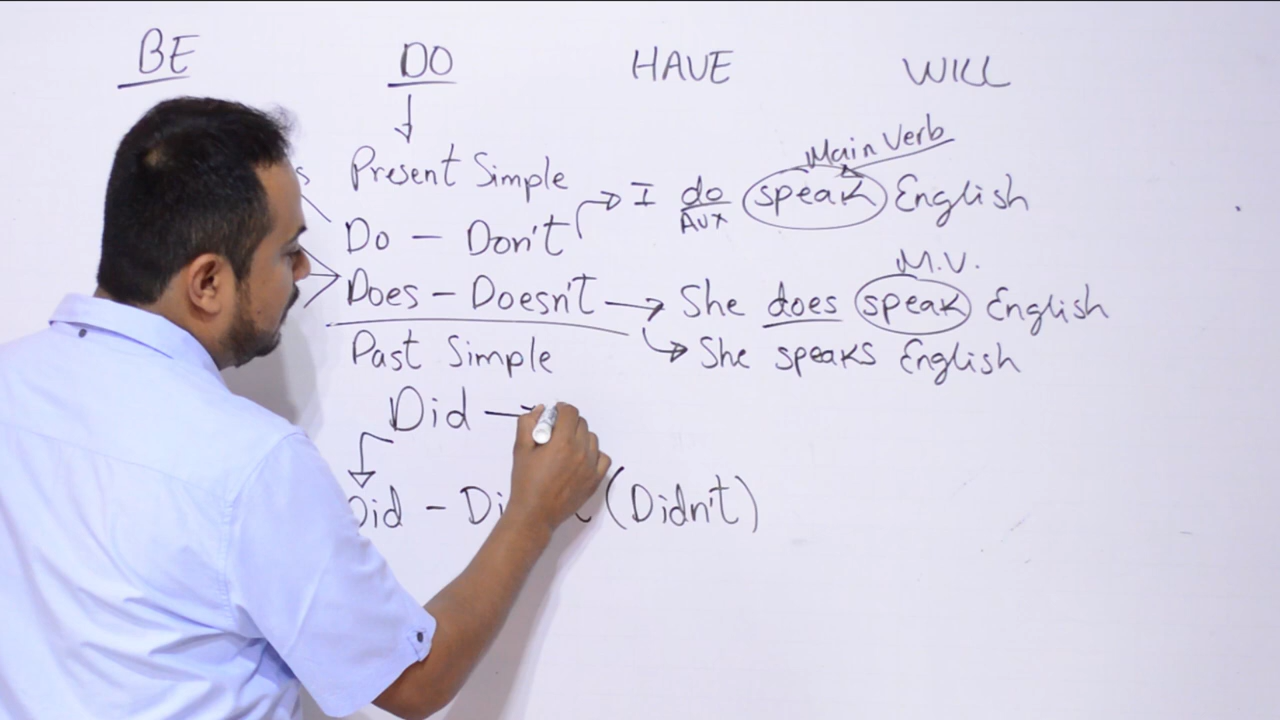 BE DO HAVE WILL
Main Verb
Present Simple
I do speak English
Aux
Do – Don't
M.V.
Does – Doesn't
She does speak English
Past Simple
She speaks English
Did
Did – (Didn't)